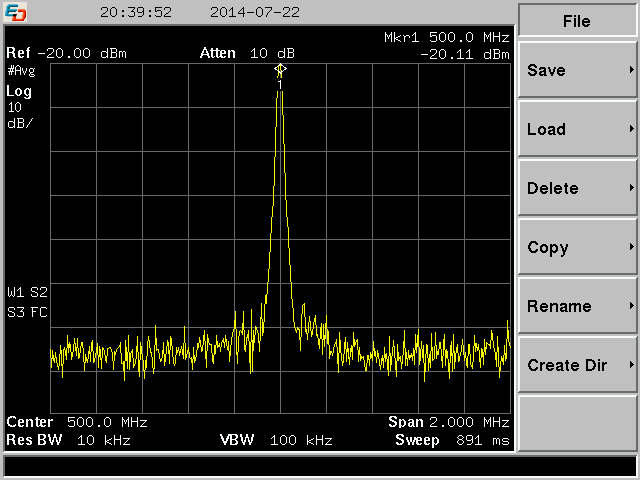 20:39:52 2014-07-22
File
Mkr1 500.0 MHz
Ref -20.00 dBm Atten 10 dB -20.11 dBm
#Avg
Log
10
dB/
W1 S2
S3 FC
Center 500.0 MHz Span 2.000 MHz
Res BW 10 kHz VBW 100 kHz Sweep 891 ms
Save
Load
Delete
Copy
Rename
Create Dir